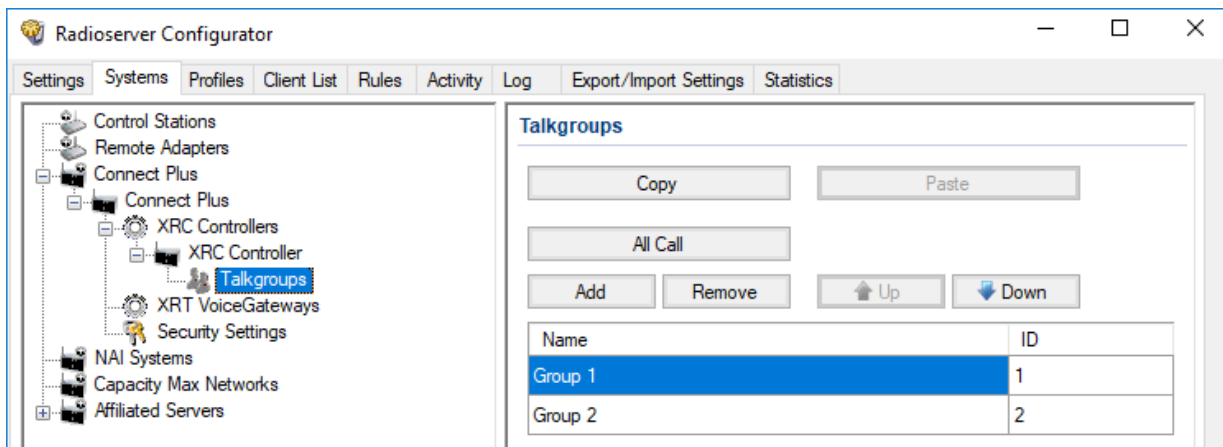 Radioserver Configurator
Settings Systems Profiles Client List Rules Activity Log Export/Import Settings Statistics
Control Stations
Remote Adapters
Connect Plus
Connect Plus
XRC Controllers
XRC Controller
Talkgroups
XRT VoiceGateways
Security Settings
NAI Systems
Capacity Max Networks
Affiliated Servers
Talkgroups
Copy Paste
All Call
Add Remove Up Down
Name ID
Group 1 1
Group 2 2